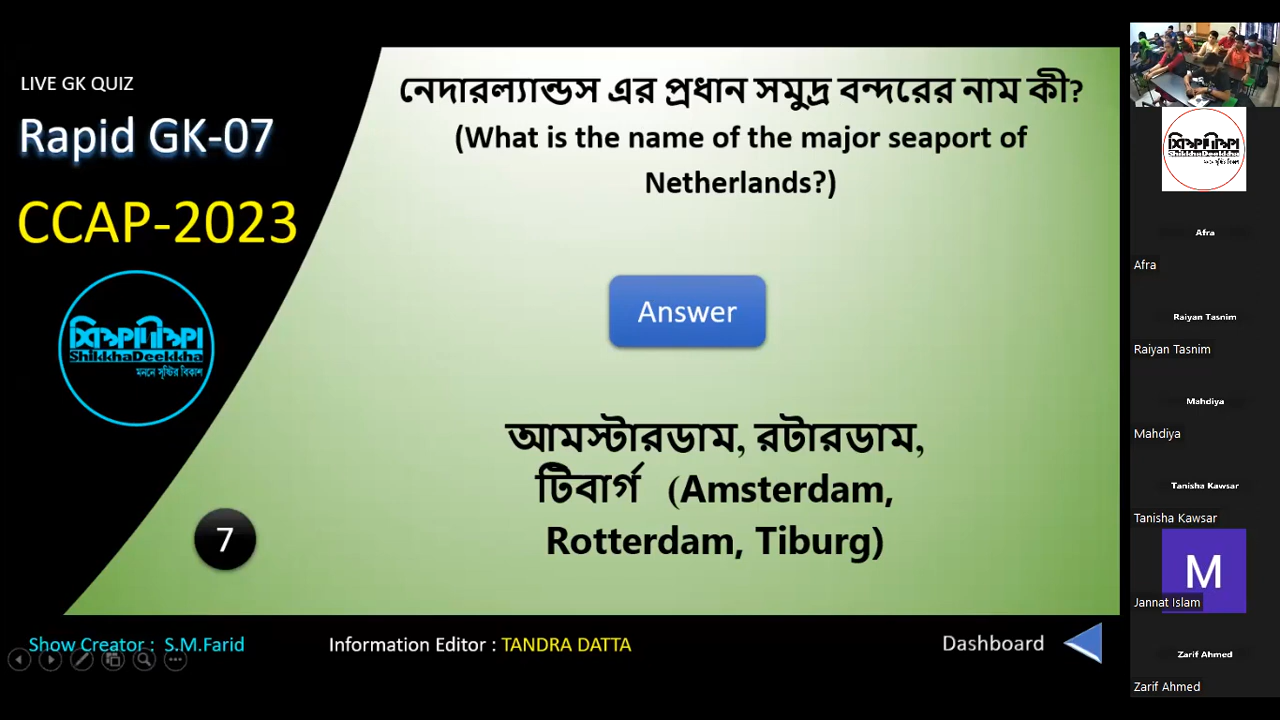 LIVE GK QUIZ
Rapid GK-07
CCAP-2023
শিক্ষাদীক্ষা
ShikkhaDeekkha
মননে সৃষ্টির বিকাশ
7
নেদারল্যান্ডস এর প্রধান সমুদ্র বন্দরের নাম কী?
(What is the name of the major seaport of
Netherlands?)
Answer
আমস্টারডাম, রটারডাম,
টিবার্গ (Amsterdam,
Rotterdam, Tiburg)
Show Creator : S.M.Farid
Information Editor : TANDRA DATTA
Dashboard
শিক্ষাদীক্ষা
ShikkhaDeekkha
Afra
Afra
Raiyan Tasnim
Raiyan Tasnim
Mahdiya
Mahdiya
Tanisha Kawsar
Tanisha Kawsar
M
Jannat Islam
Zarif Ahmed
Zarif Ahmed